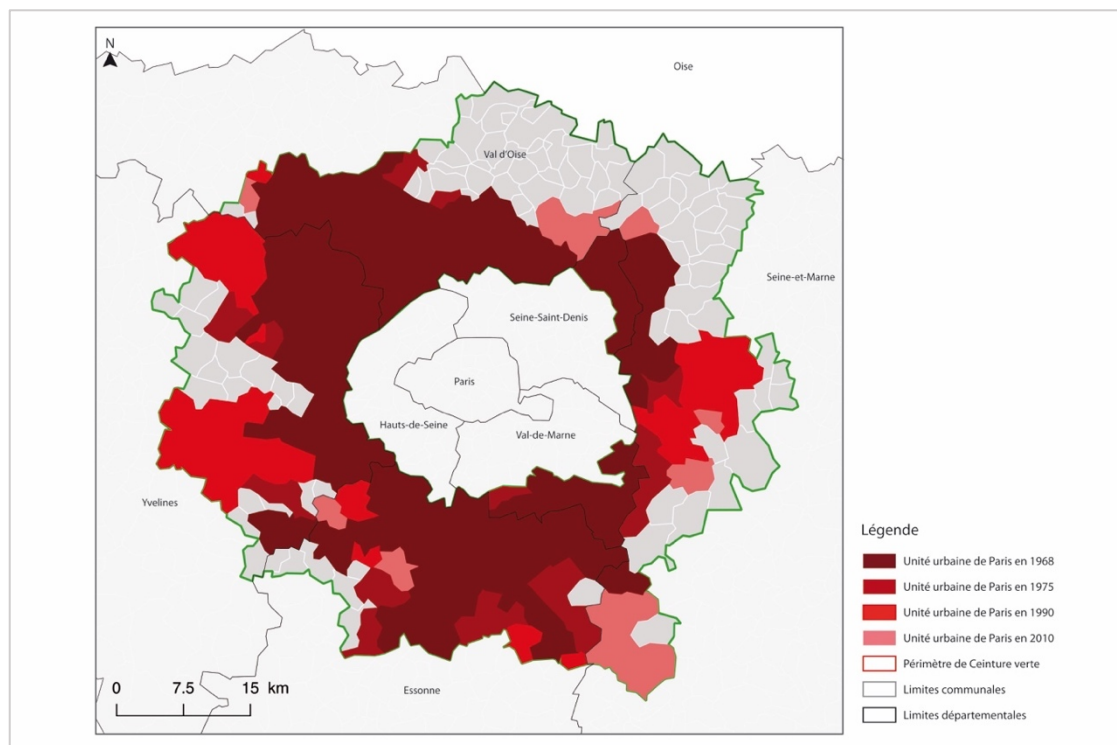 N
Oise
Val d'Oise
Seine-et-Marne
Seine-Saint-Denis
Paris
Hauts-de-Seine
Val-de-Marne
Yvelines
Essonne
0 7.5 15 km
Légende
Unité urbaine de Paris en 1968
Unité urbaine de Paris en 1975
Unité urbaine de Paris en 1990
Unité urbaine de Paris en 2010
Périmètre de Ceinture verte
Limites communales
Limites départementales